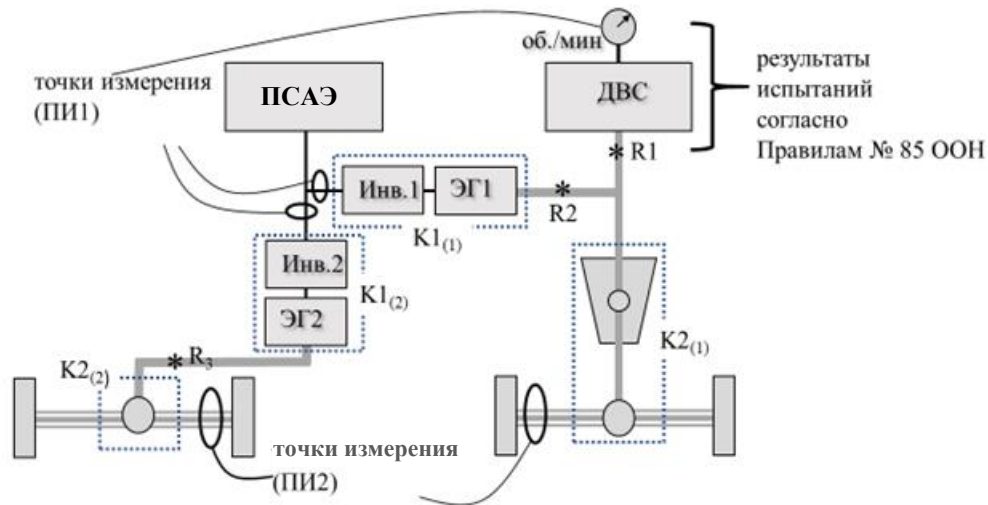 об./мин
результаты
испытаний
согласно
Правилам № 85 ООН
точки измерения
(ПИ1)
ПСАЭ
ДВС
* R1
Инв.1
ЭГ1
*
R2
K1(1)
Инв.2
ЭГ2
K1(2)
K2(1)
* R3
K2(2)
точки измерения
(ПИ2)